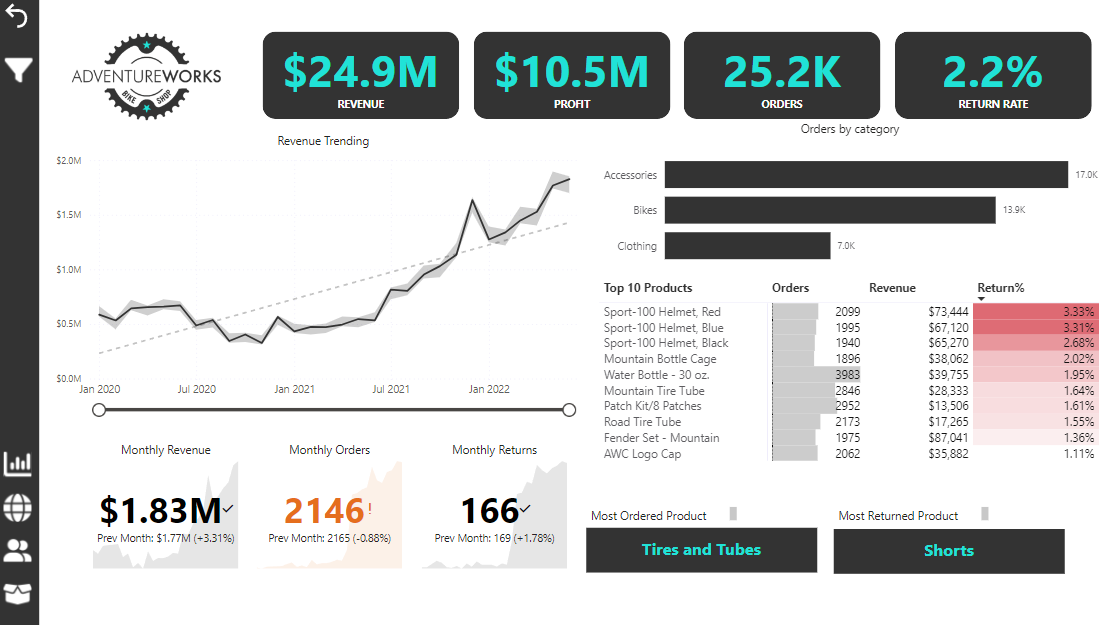 ADVENTUREWORKS
BIKE SHOP
$24.9M
REVENUE
$10.5M
PROFIT
25.2K
ORDERS
2.2%
RETURN RATE
Revenue Trending
$2.0M
$1.5M
$1.0M
$0.5M
$0.0M
Jan 2020 Jul 2020 Jan 2021 Jul 2021 Jan 2022
Orders by category
Accessories 17.0K
Bikes 13.9K
Clothing 7.0K
Top 10 Products Orders Revenue Return%
Sport-100 Helmet, Red 2099 $73,444 3.33%
Sport-100 Helmet, Blue 1995 $67,120 3.31%
Sport-100 Helmet, Black 1940 $65,270 2.68%
Mountain Bottle Cage 1896 $38,062 2.02%
Water Bottle - 30 oz. 3983 $39,755 1.95%
Mountain Tire Tube 2846 $28,333 1.64%
Patch Kit/8 Patches 2952 $13,506 1.61%
Road Tire Tube 2173 $17,265 1.55%
Fender Set - Mountain 1975 $87,041 1.36%
AWC Logo Cap 2062 $35,882 1.11%
Monthly Revenue
$1.83M
Prev Month: $1.77M (+3.31%)
Monthly Orders
2146!
Prev Month: 2165 (-0.88%)
Monthly Returns
166
Prev Month: 169 (+1.78%)
Most Ordered Product
Tires and Tubes
Most Returned Product
Shorts